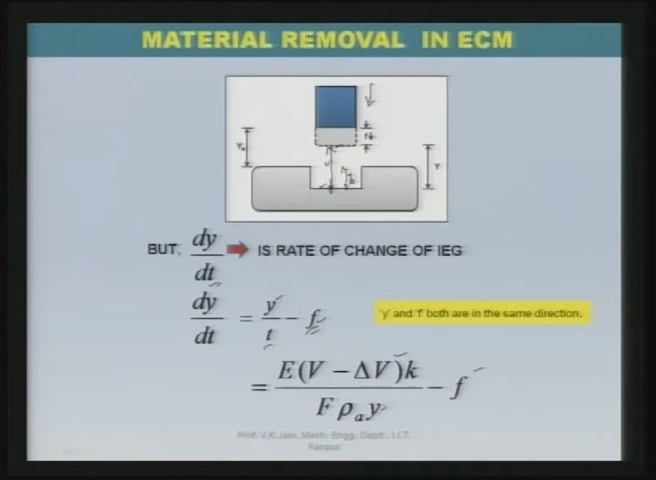 MATERIAL REMOVAL IN ECM
Y
BUT, dy/dt IS RATE OF CHANGE OF IEG
dy/dt = y/t − f
'y' and 'f' both are in the same direction.
= E(V − ΔV)k / F ρa y − f
Prof. V.K. Jain, Mech. Engg. Deptt., I.I.T.
Kanpur